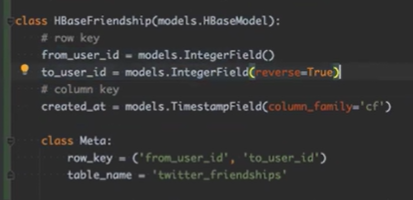 class HBaseFriendship(models.HBaseModel):
# row key
from_user_id = models.IntegerField()
to_user_id = models.IntegerField(reverse=True)
# column key
created_at = models.TimestampField(column_family='cf')
class Meta:
row_key = ('from_user_id', 'to_user_id')
table_name = 'twitter_friendships'